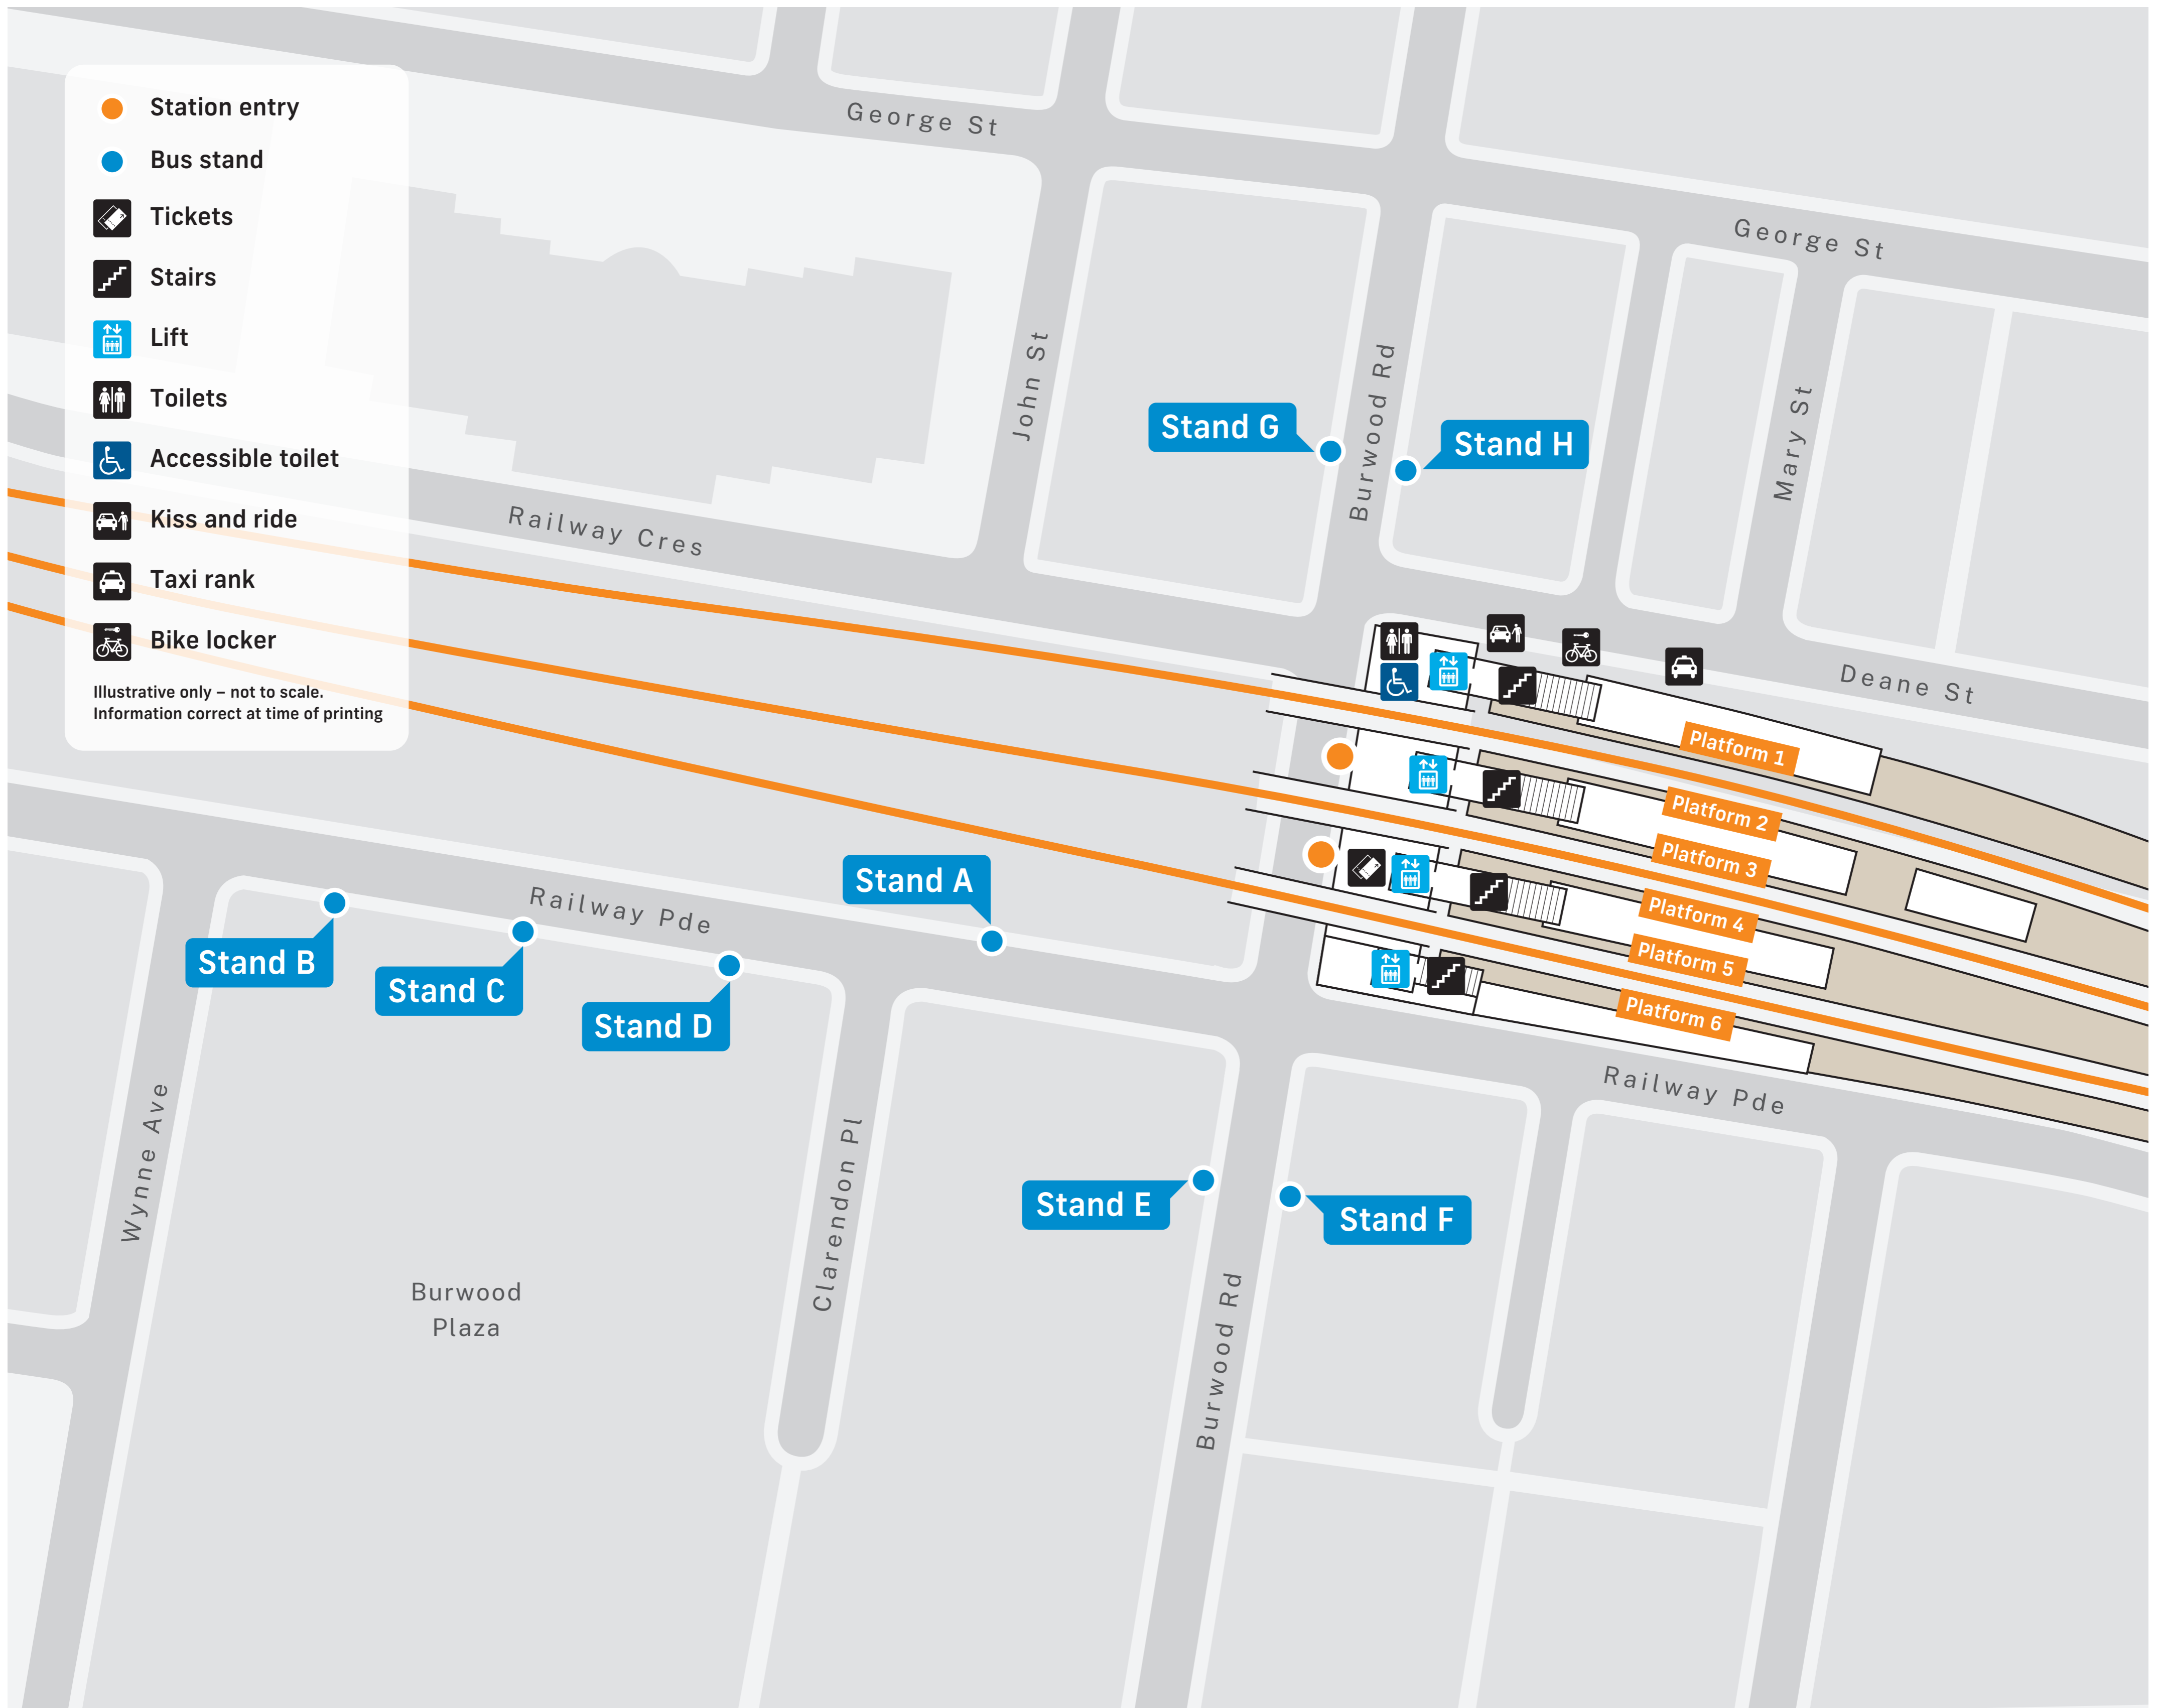 Station entry
Bus stand
Tickets
Stairs
Lift
Toilets
Accessible toilet
Kiss and ride
Taxi rank
Bike locker
Illustrative only – not to scale.
Information correct at time of printing
George St
George St
John St
Burwood Rd
Mary St
Stand G
Stand H
Railway Cres
Deane St
Platform 1
Platform 2
Platform 3
Platform 4
Platform 5
Platform 6
Stand A
Railway Pde
Stand B
Stand C
Stand D
Railway Pde
Wynne Ave
Clarendon Pl
Stand E
Stand F
Burwood Rd
Burwood
Plaza